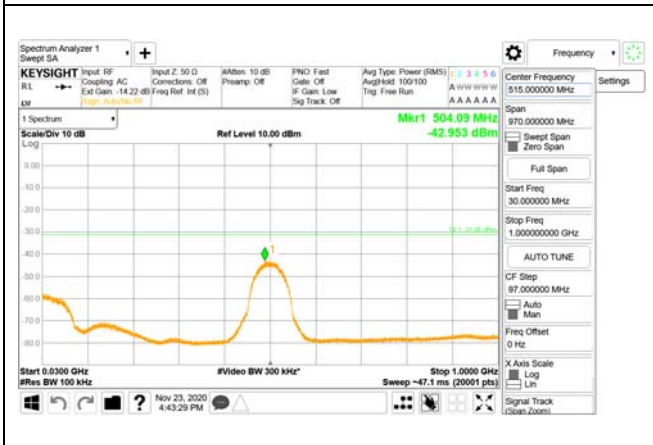 Spectrum Analyzer 1
Swept SA
+
Frequency
KEYSIGHT
RL
Input: RF
Coupling: AC
Ext Gain: -14.22 dB
Align: Auto/No RF
Input Z: 50 Ω
Corrections: Off
Freq Ref: Int (S)
#Atten: 10 dB
Preamp: Off
PNO: Fast
Gate: Off
IF Gain: Low
Sig Track: Off
Avg Type: Power (RMS)
Avg|Hold: 100/100
Trig: Free Run
1 2 3 4 5 6
A W W W W W
A A A A A A
Center Frequency
515.000000 MHz
Settings
Span
970.000000 MHz
Swept Span
Zero Span
Full Span
Start Freq
30.000000 MHz
Stop Freq
1.000000000 GHz
AUTO TUNE
CF Step
97.000000 MHz
Auto
Man
Freq Offset
0 Hz
X Axis Scale
Log
Lin
Signal Track
(Span Zoom)
1 Spectrum
Scale/Div 10 dB
Log
Ref Level 10.00 dBm
Mkr1 504.09 MHz
-42.953 dBm
0.00
-10.0
-20.0
-30.0
-40.0
-50.0
-60.0
-70.0
-80.0
1
Start 0.0300 GHz
#Res BW 100 kHz
#Video BW 300 kHz*
Stop 1.0000 GHz
Sweep ~47.1 ms (20001 pts)
?
Nov 23, 2020
4:43:29 PM